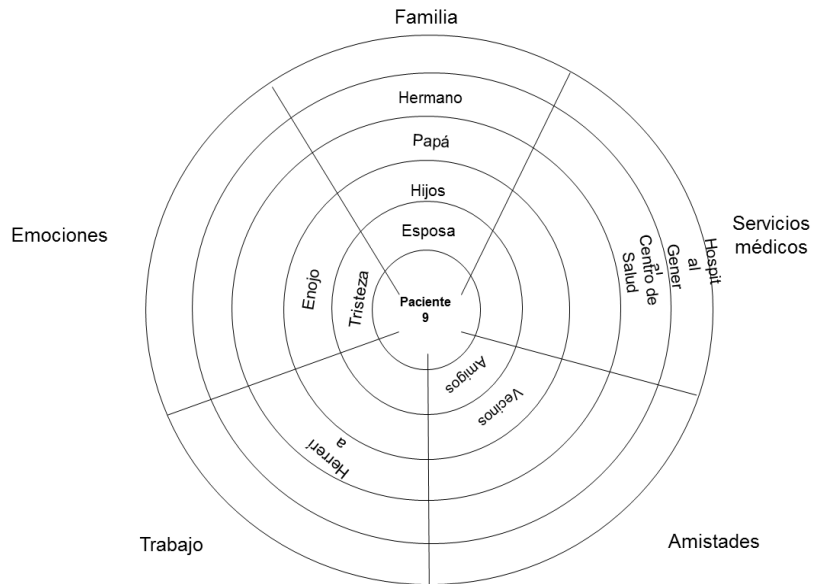 Familia
Hermano
Papá
Hijos
Esposa
Emociones
Enojo
Tristeza
Paciente
9
Servicios
médicos
Hospit
al
Gener
al
Centro de
Salud
Amigos
Vecinos
Herrerí
a
Trabajo
Amistades